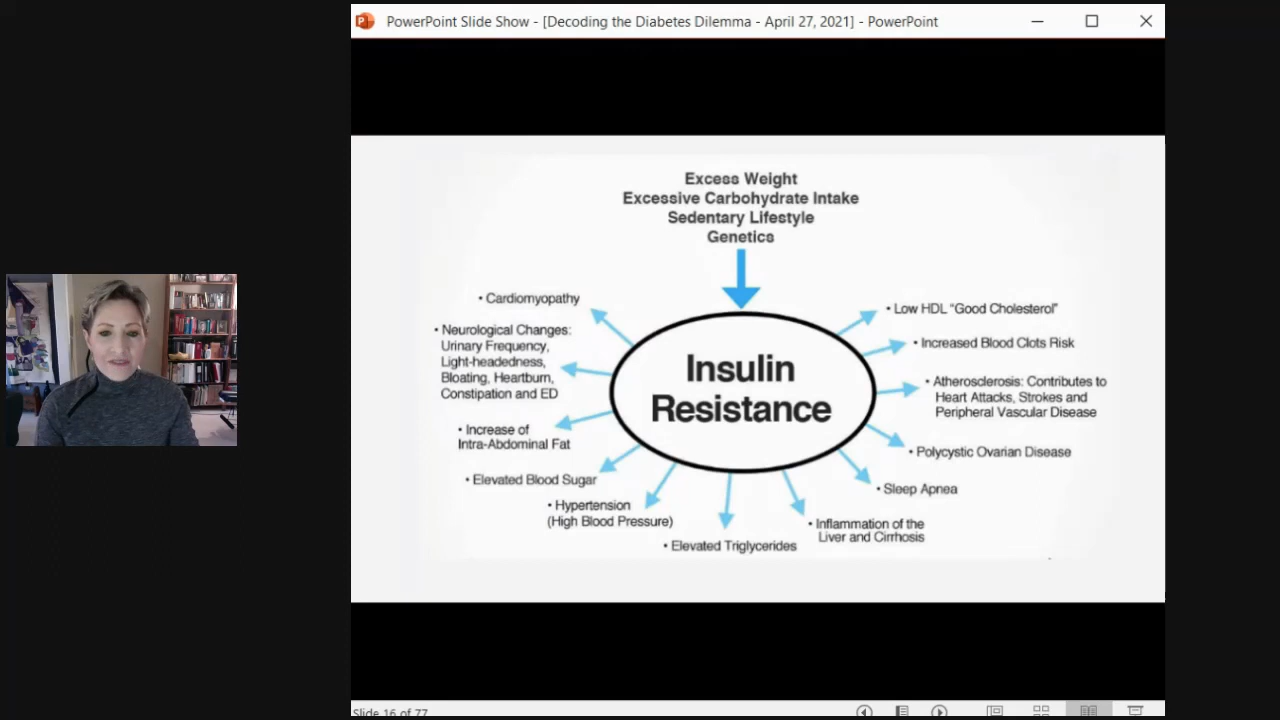 PowerPoint Slide Show - [Decoding the Diabetes Dilemma - April 27, 2021] - PowerPoint
Excess Weight
Excessive Carbohydrate Intake
Sedentary Lifestyle
Genetics
Insulin
Resistance
• Cardiomyopathy
• Neurological Changes:
Urinary Frequency,
Light-headedness,
Bloating, Heartburn,
Constipation and ED
• Increase of
Intra-Abdominal Fat
• Elevated Blood Sugar
• Hypertension
(High Blood Pressure)
• Elevated Triglycerides
• Low HDL “Good Cholesterol”
• Increased Blood Clots Risk
• Atherosclerosis: Contributes to
Heart Attacks, Strokes and
Peripheral Vascular Disease
• Polycystic Ovarian Disease
• Sleep Apnea
• Inflammation of the
Liver and Cirrhosis
Slide 16 of 77